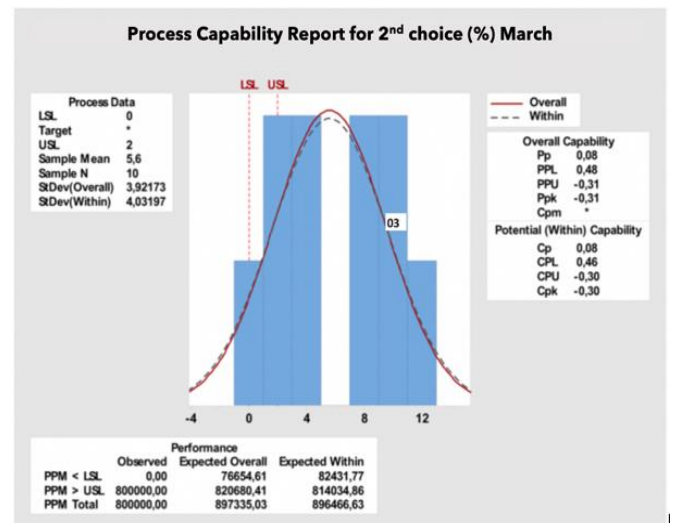 Process Capability Report for 2nd choice (%) March
LSL USL
Process Data
LSL 0
Target *
USL 2
Sample Mean 5,6
Sample N 10
StDev(Overall) 3,92173
StDev(Within) 4,03197
Overall
Within
Overall Capability
Pp 0,08
PPL 0,48
PPU -0,31
Ppk -0,31
Cpm *
Potential (Within) Capability
Cp 0,08
CPL 0,46
CPU -0,30
Cpk -0,30
03
-4 0 4 8 12
Performance
Observed Expected Overall Expected Within
PPM < LSL 0,00 76654,61 82431,77
PPM > USL 800000,00 820680,41 814034,86
PPM Total 800000,00 897335,03 896466,63